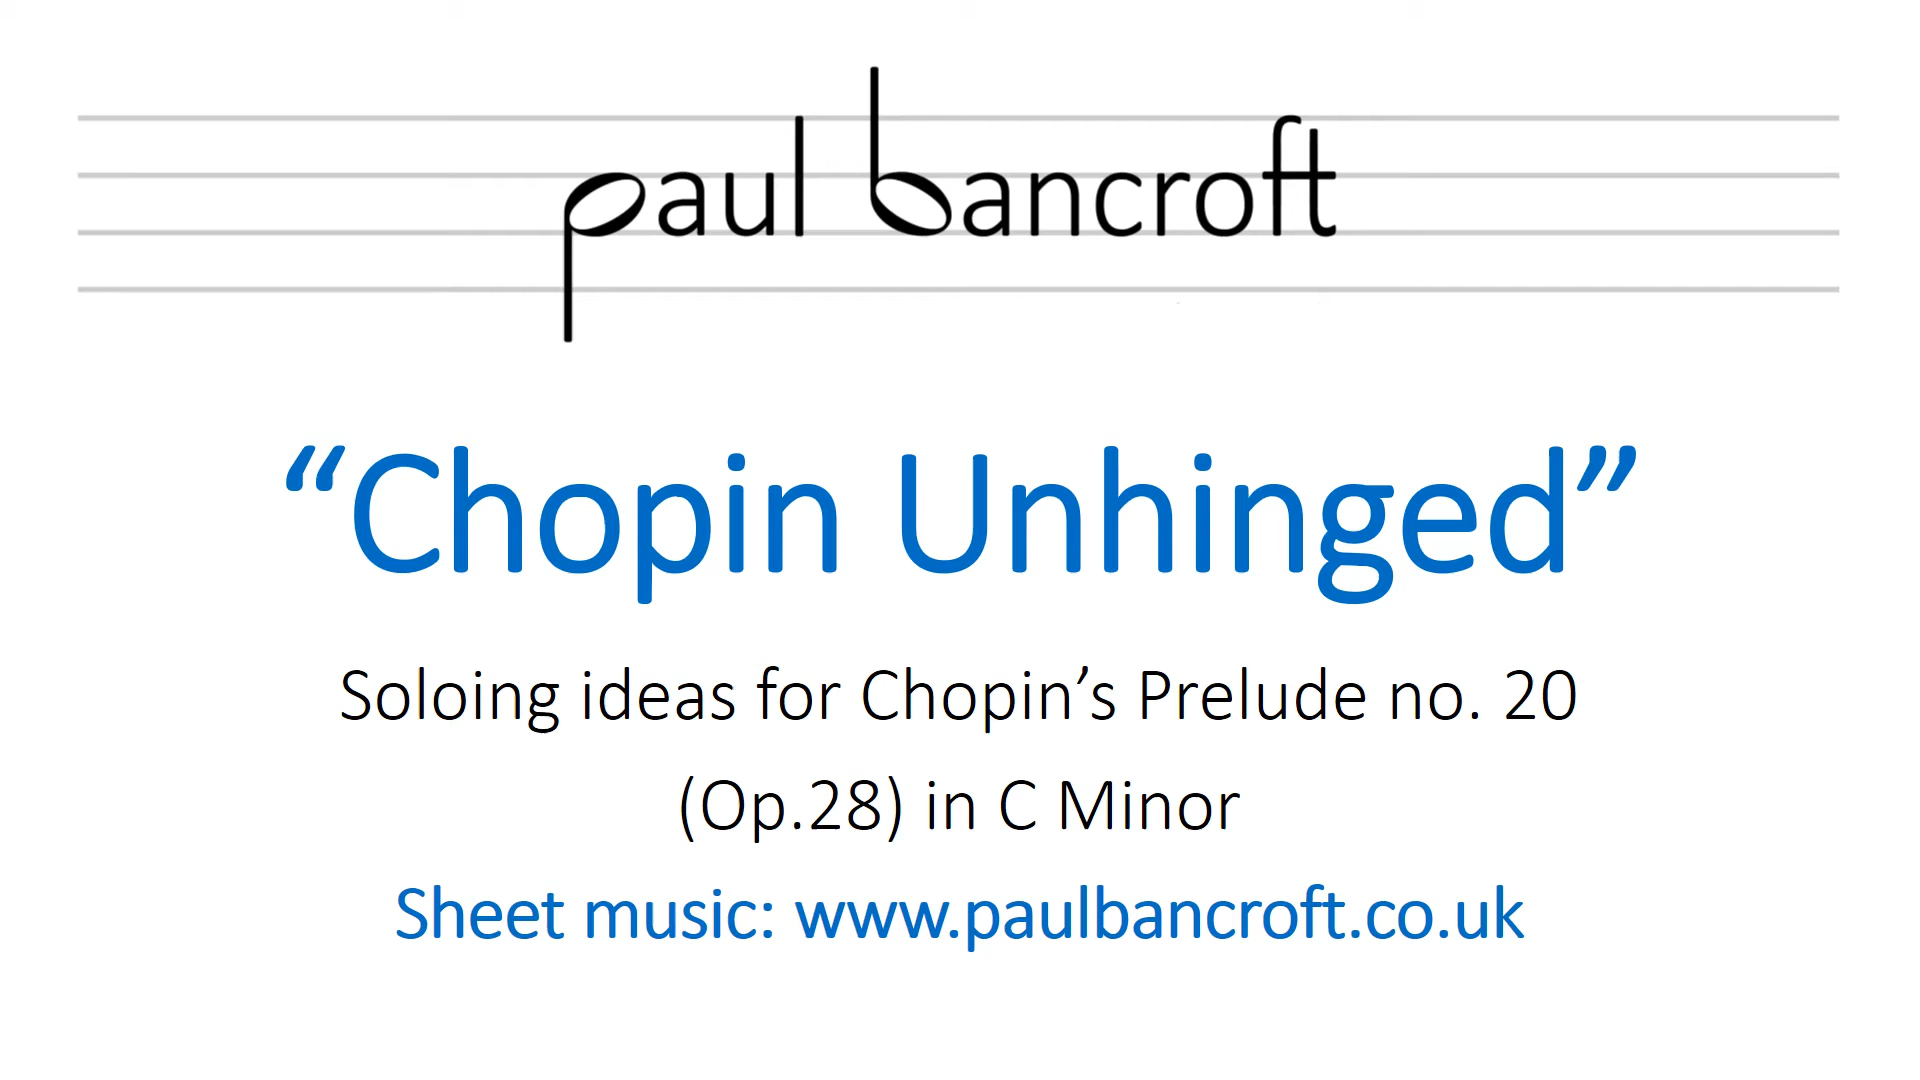 paul bancroft
“Chopin Unhinged”
Soloing ideas for Chopin’s Prelude no. 20
(Op.28) in C Minor
Sheet music: www.paulbancroft.co.uk